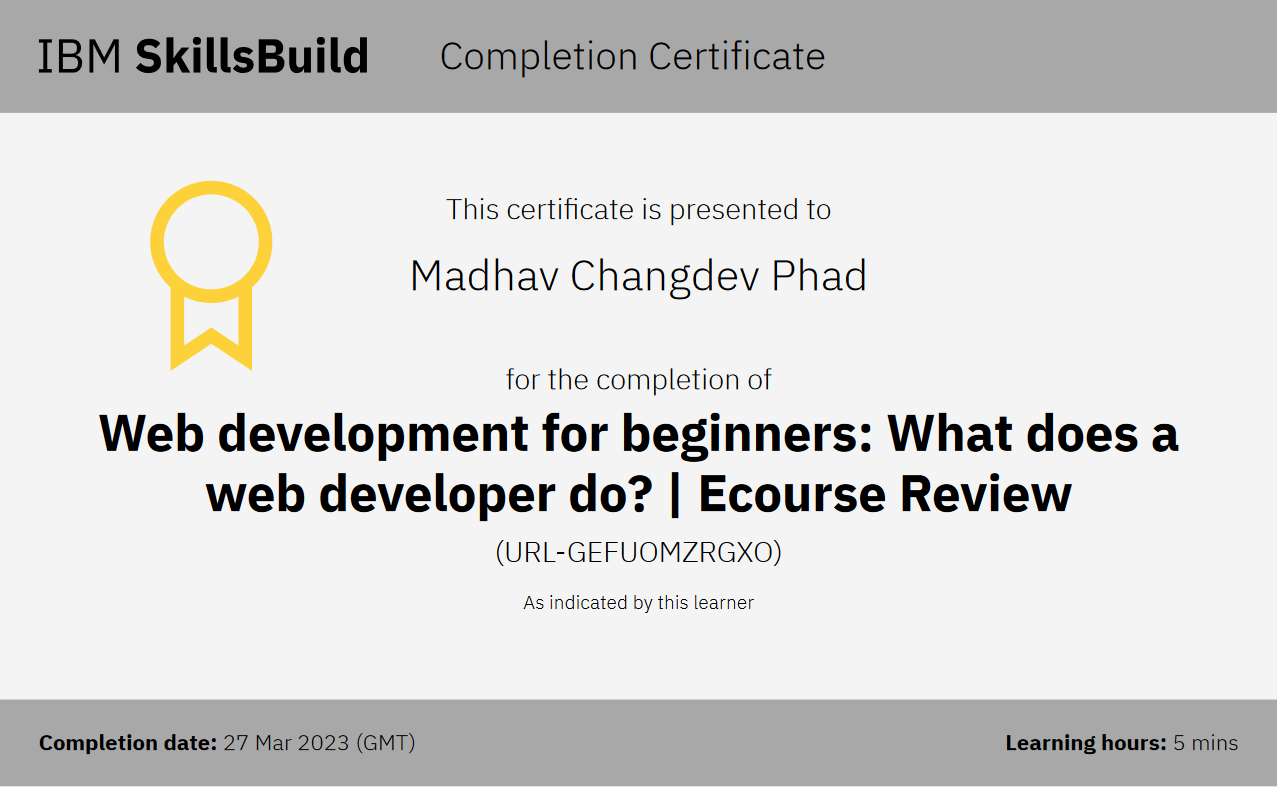 IBM SkillsBuild Completion Certificate
This certificate is presented to
Madhav Changdev Phad
for the completion of
Web development for beginners: What does a
web developer do? | Ecourse Review
(URL-GEFUOMZRGXO)
As indicated by this learner
Completion date: 27 Mar 2023 (GMT) Learning hours: 5 mins